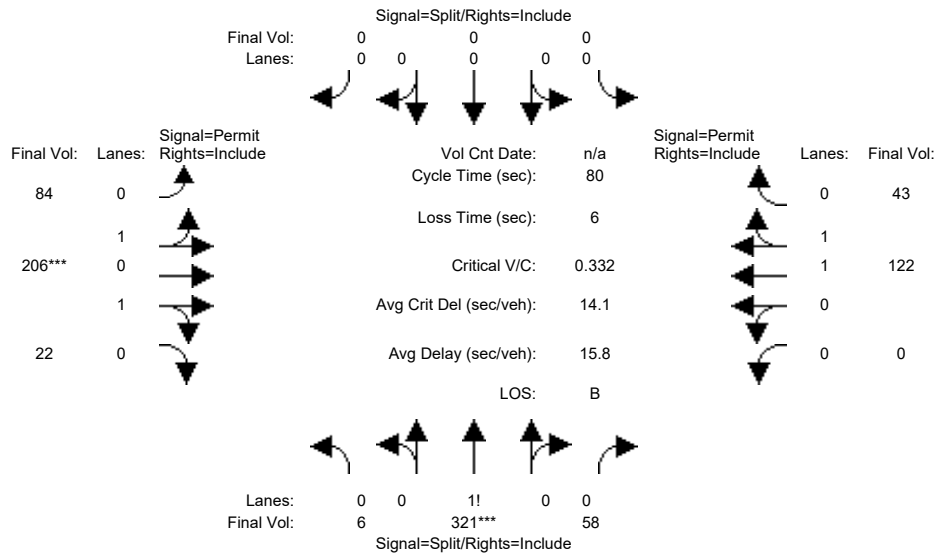 Signal=Split/Rights=Include
Final Vol: 0 0 0
Lanes: 0 0 0 0 0
Signal=Permit
Final Vol: Lanes: Rights=Include
Vol Cnt Date: n/a
Signal=Permit
Rights=Include Lanes: Final Vol:
Cycle Time (sec): 80
84 0
0 43
Loss Time (sec): 6
1
1
206*** 0
Critical V/C: 0.332
1 122
1
Avg Crit Del (sec/veh): 14.1
0
22 0
Avg Delay (sec/veh): 15.8
0 0
LOS: B
Lanes: 0 0 1! 0 0
Final Vol: 6 321*** 58
Signal=Split/Rights=Include